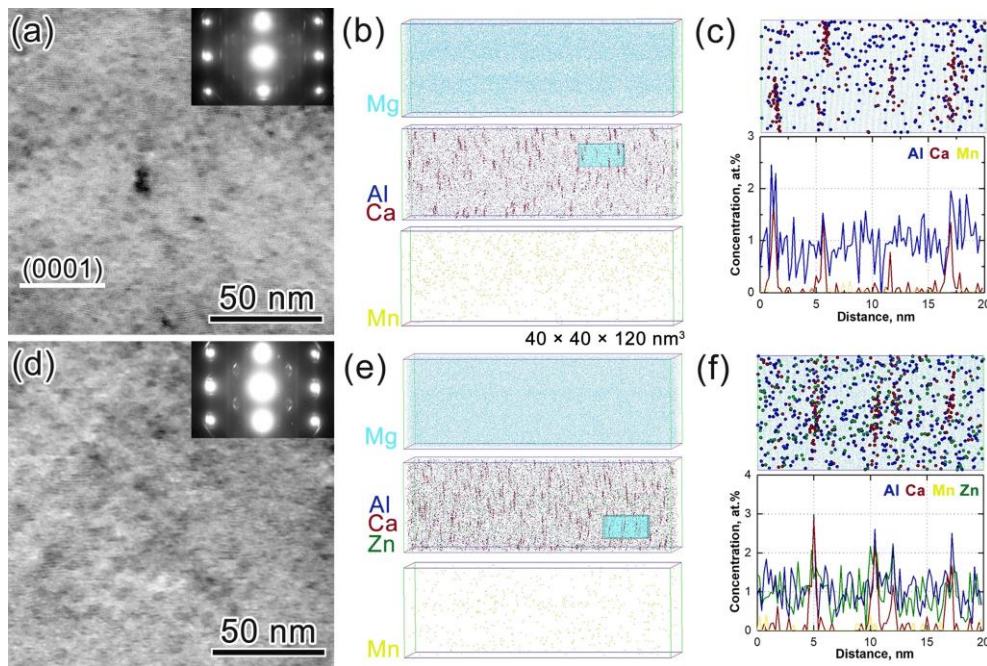 (a)
(0001)
50 nm
(b)
Mg
Al
Ca
Mn
40 × 40 × 120 nm³
(c)
3
Al Ca Mn
2
1
0
Concentration, at.%
0 5 10 15 20
Distance, nm
(d)
50 nm
(e)
Mg
Al
Ca
Zn
Mn
(f)
4
Al Ca Mn Zn
3
2
1
0
Concentration, at.%
0 5 10 15 20
Distance, nm